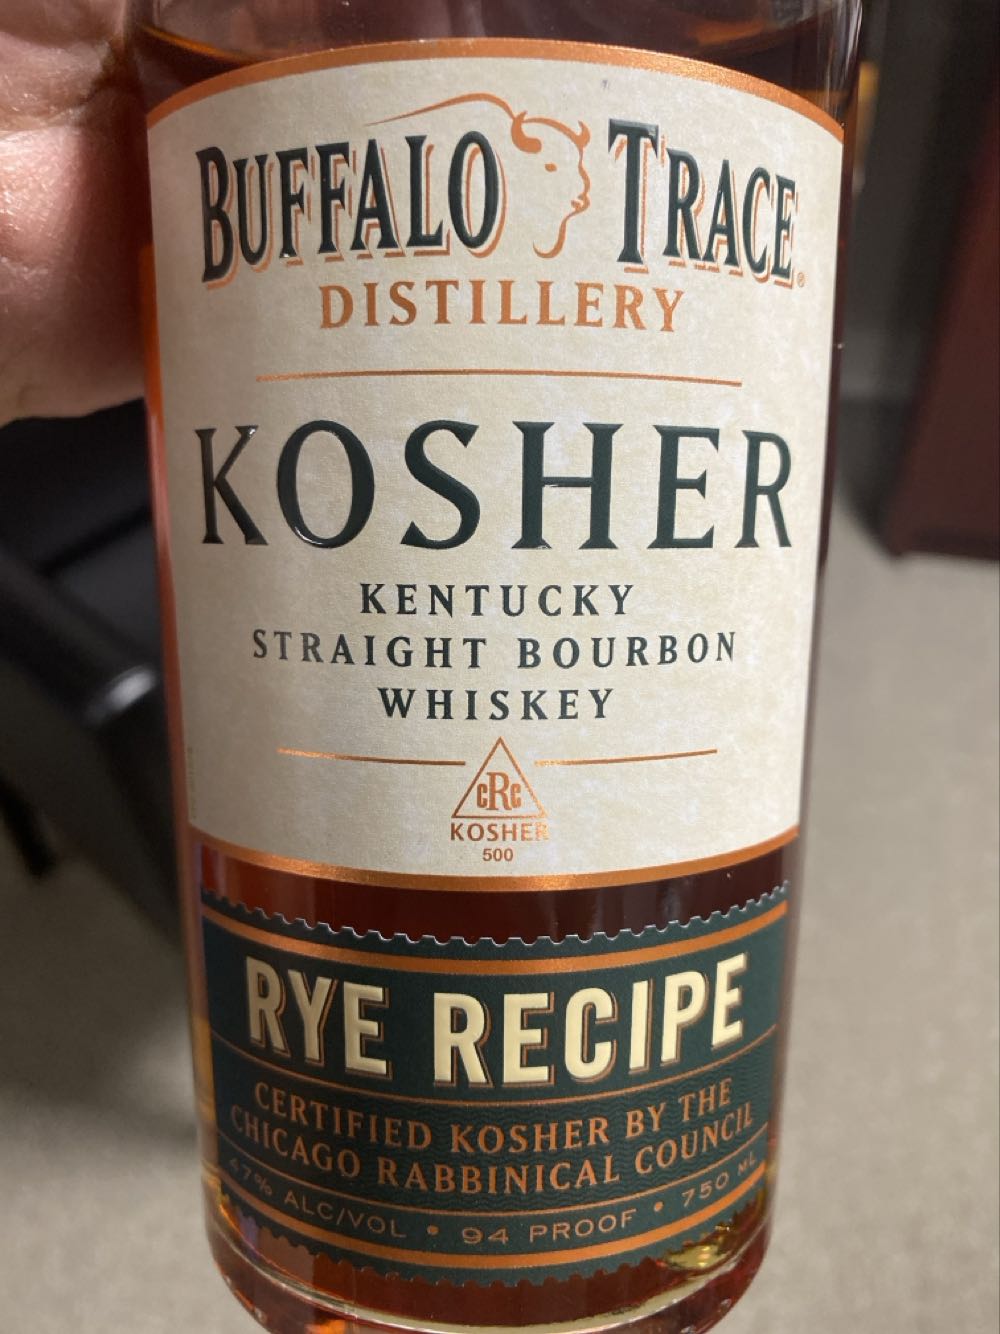 BUFFALO TRACE®
DISTILLERY
KOSHER
KENTUCKY
STRAIGHT BOURBON
WHISKEY
cRc
KOSHER
500
RYE RECIPE
CERTIFIED KOSHER BY THE
CHICAGO RABBINICAL COUNCIL
47% ALC/VOL • 94 PROOF • 750 ML